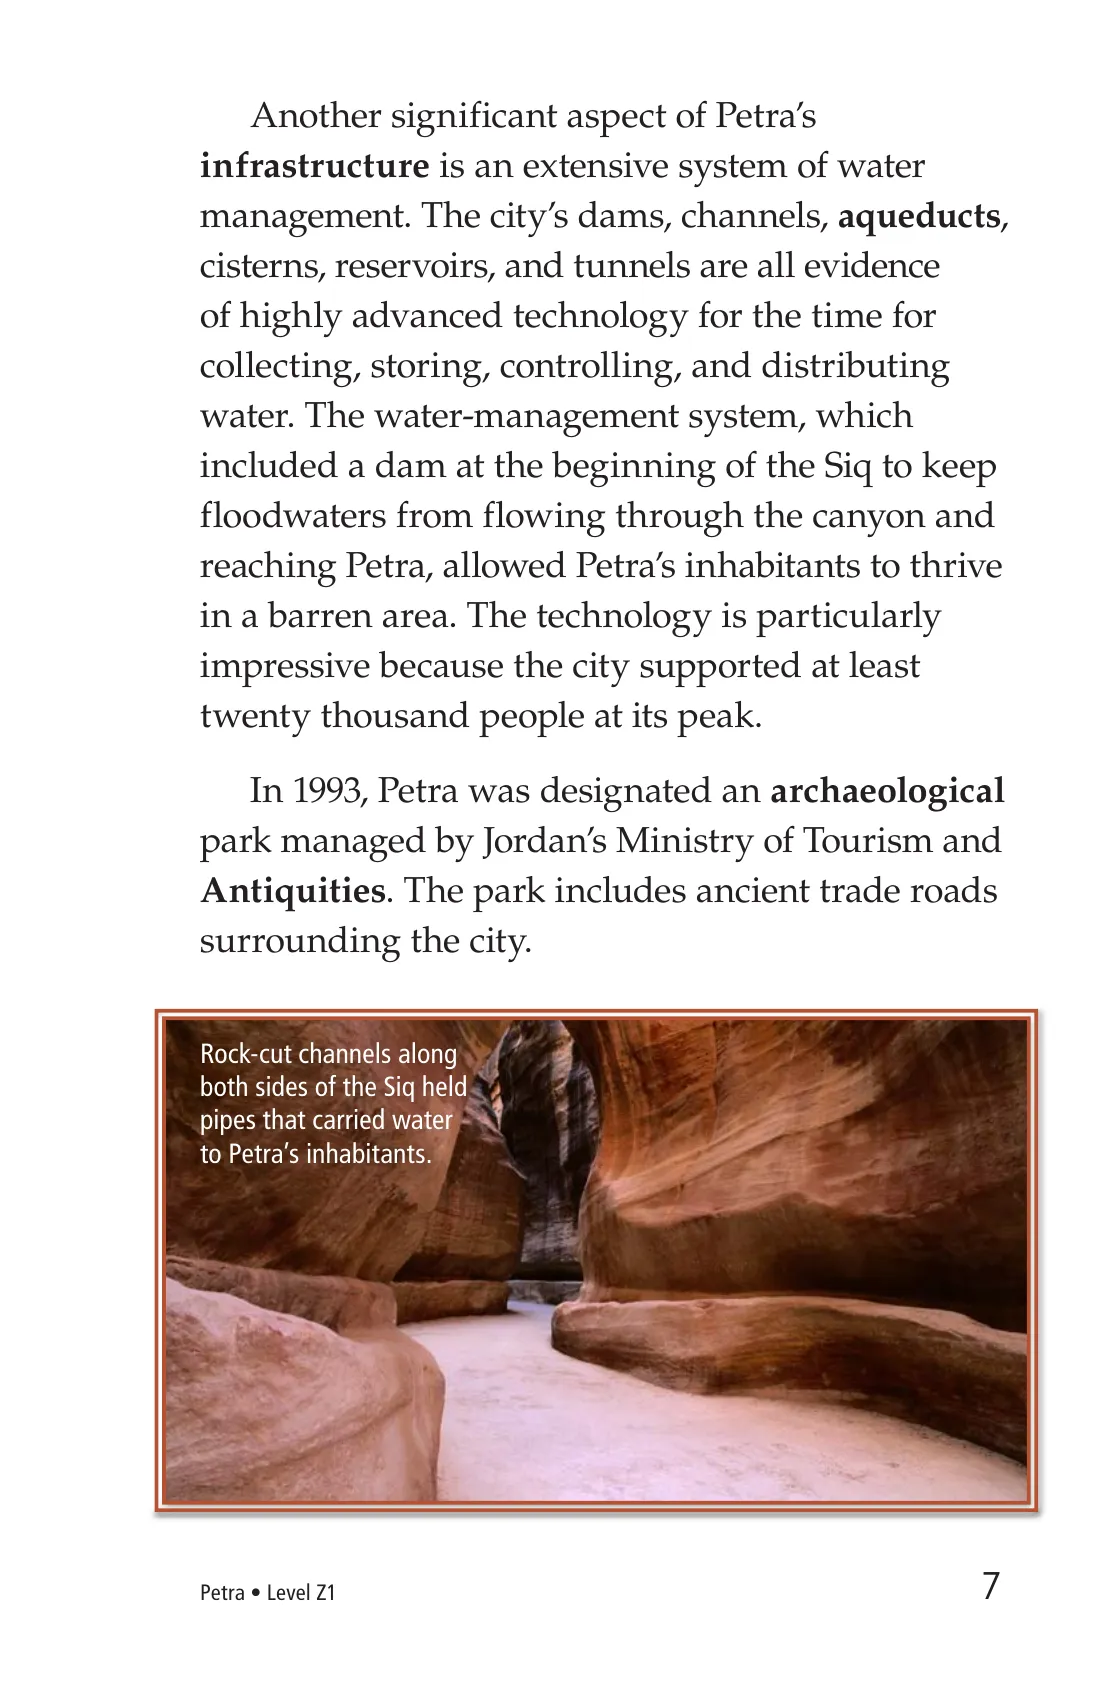 Another significant aspect of Petra’s
infrastructure is an extensive system of water
management. The city’s dams, channels, aqueducts,
cisterns, reservoirs, and tunnels are all evidence
of highly advanced technology for the time for
collecting, storing, controlling, and distributing
water. The water-management system, which
included a dam at the beginning of the Siq to keep
floodwaters from flowing through the canyon and
reaching Petra, allowed Petra’s inhabitants to thrive
in a barren area. The technology is particularly
impressive because the city supported at least
twenty thousand people at its peak.
In 1993, Petra was designated an archaeological
park managed by Jordan’s Ministry of Tourism and
Antiquities. The park includes ancient trade roads
surrounding the city.
Rock-cut channels along
both sides of the Siq held
pipes that carried water
to Petra’s inhabitants.
Petra • Level Z1
7